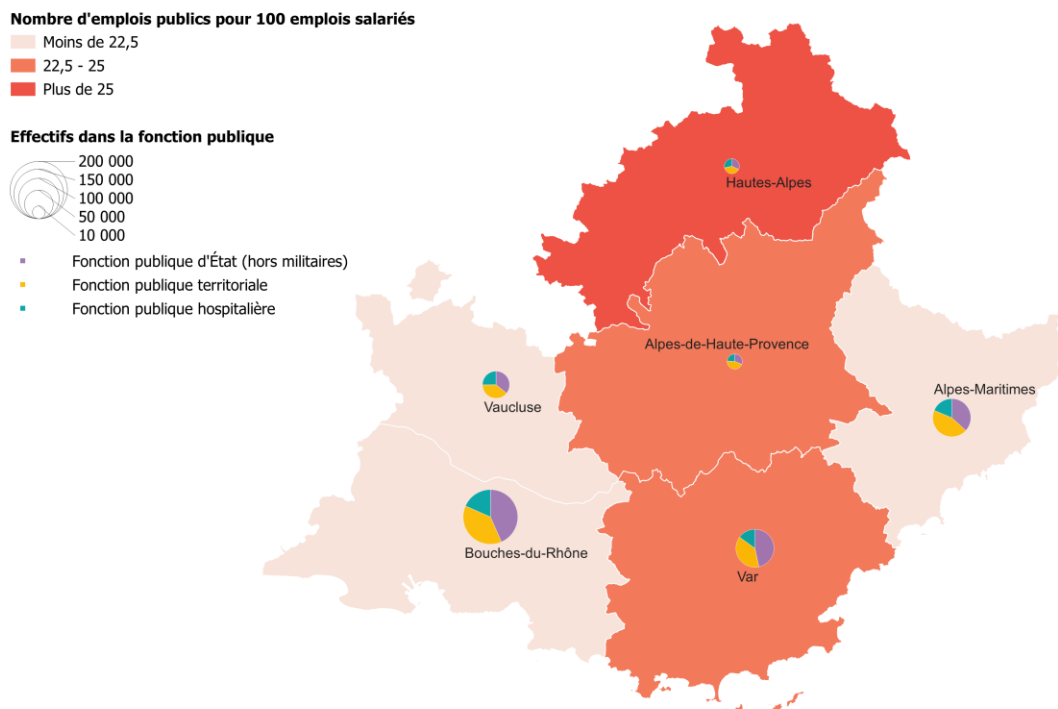 Nombre d'emplois publics pour 100 emplois salariés
Moins de 22,5
22,5 - 25
Plus de 25
Effectifs dans la fonction publique
200 000
150 000
100 000
50 000
10 000
Fonction publique d'État (hors militaires)
Fonction publique territoriale
Fonction publique hospitalière
Hautes-Alpes
Alpes-de-Haute-Provence
Alpes-Maritimes
Vaucluse
Bouches-du-Rhône
Var